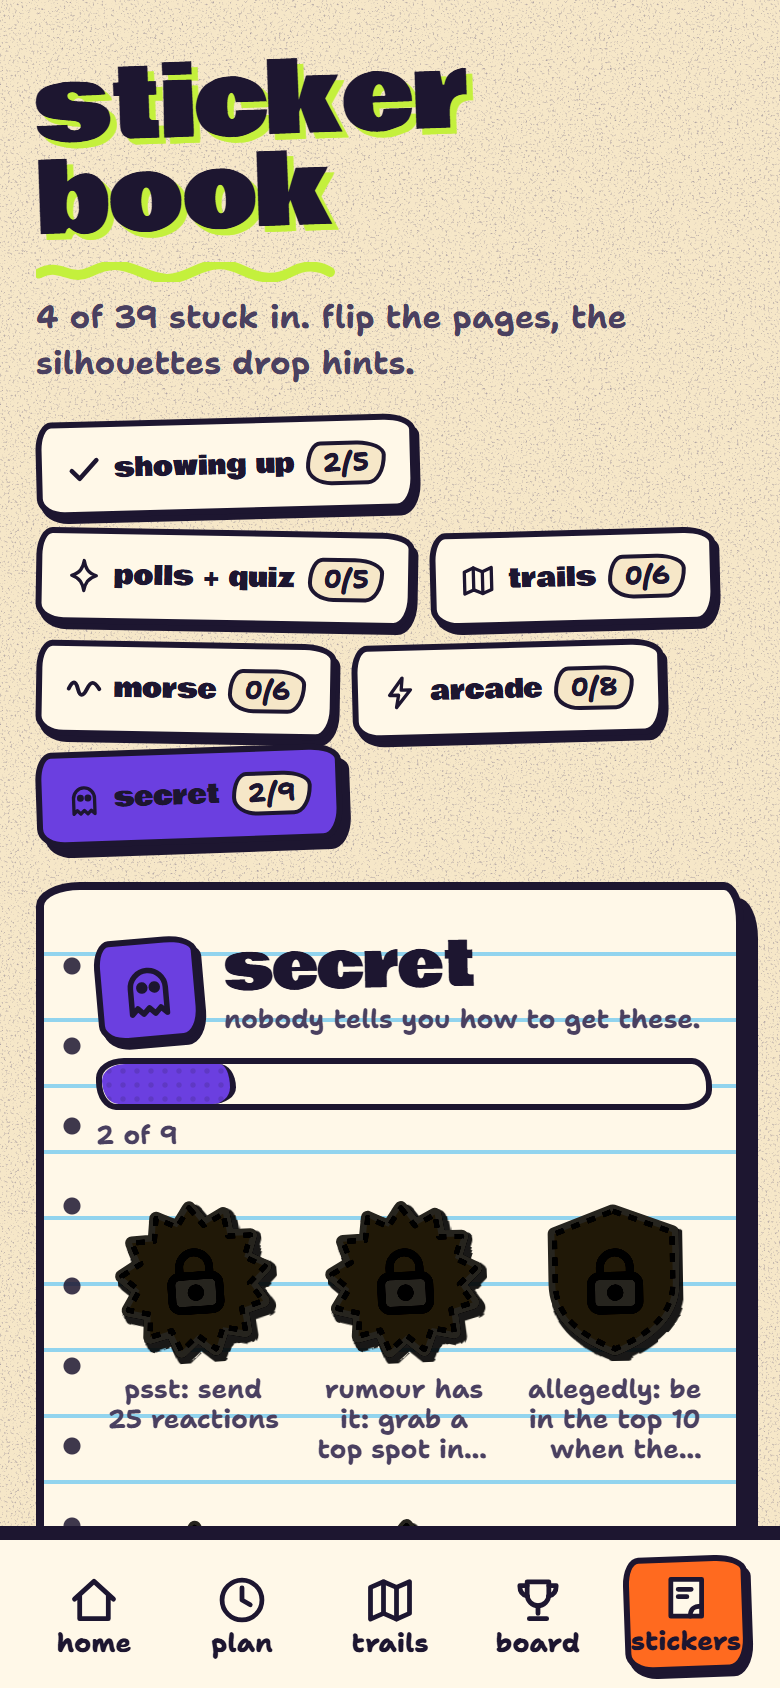 sticker
book
4 of 39 stuck in. flip the pages, the
silhouettes drop hints.
showing up 2/5
polls + quiz 0/5
trails 0/6
morse 0/6
arcade 0/8
secret 2/9
secret
nobody tells you how to get these.
2 of 9
psst: send
25 reactions
rumour has
it: grab a
top spot in...
allegedly: be
in the top 10
when the...
home
plan
trails
board
stickers